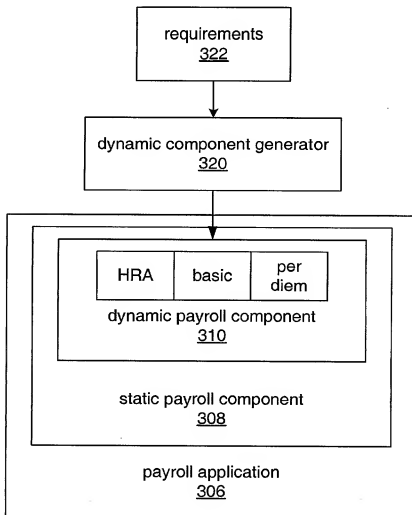 requirements
322
dynamic component generator
320
HRA
basic
per
diem
dynamic payroll component
310
static payroll component
308
payroll application
306